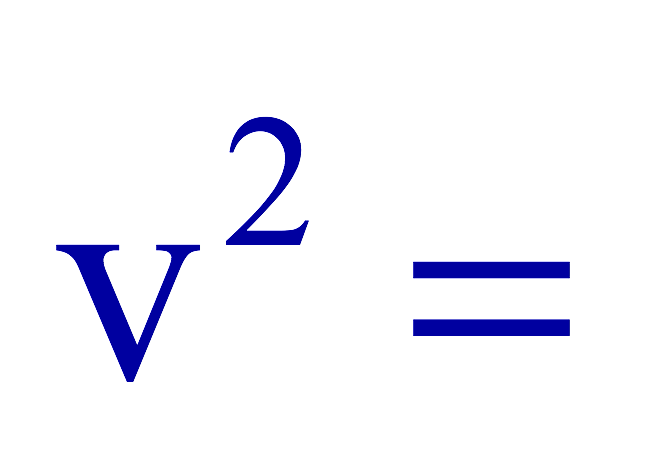 v² =